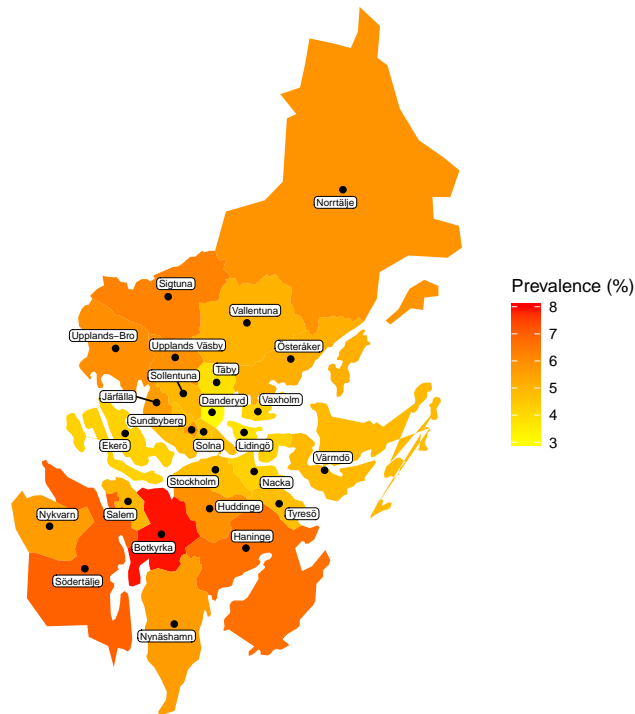 Norrtälje
Sigtuna
Prevalence (%)
8
7
6
5
4
3
Vallentuna
Upplands−Bro
Upplands Väsby
Österåker
Sollentuna
Täby
Järfälla
Danderyd
Vaxholm
Sundbyberg
Ekerö
Solna
Lidingö
Värmdö
Stockholm
Nacka
Nykvarn
Salem
Huddinge
Tyresö
Botkyrka
Haninge
Södertälje
Nynäshamn